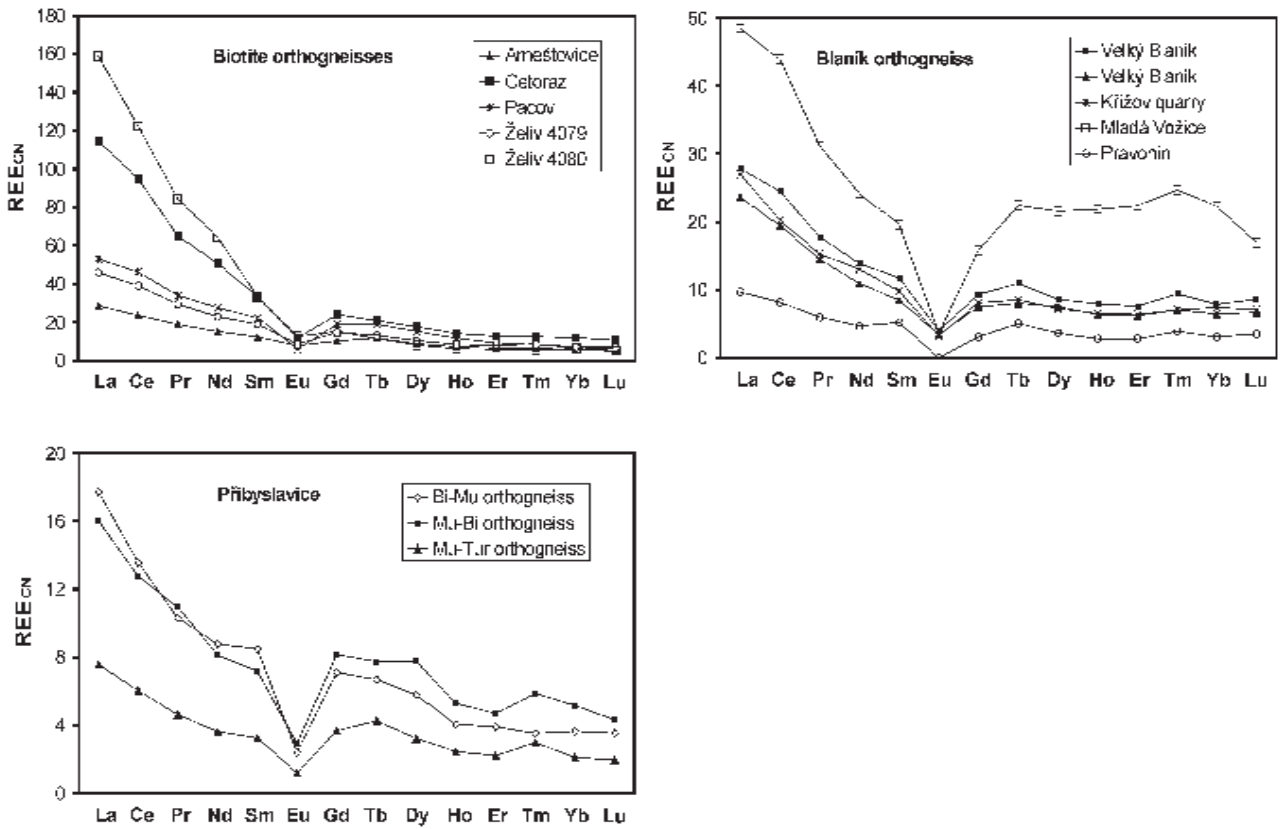 180
160
140
120
100
80
60
40
20
0
REECN
Biotite orthogneisses
Arneštovice
Cetoraz
Pacov
Želiv 4079
Želiv 4080
La Ce Pr Nd Sm Eu Gd Tb Dy Ho Er Tm Yb Lu
50
40
30
20
10
0
REECN
Blaník orthogneiss
Velký Blaník
Velký Blaník
Křížov quarry
Mladá Vožice
Pravonín
La Ce Pr Nd Sm Eu Gd Tb Dy Ho Er Tm Yb Lu
20
16
12
8
4
0
REECN
Přibyslavice
Bi-Mu orthogneiss
Mu-Bi orthogneiss
Mu-Tur orthogneiss
La Ce Pr Nd Sm Eu Gd Tb Dy Ho Er Tm Yb Lu